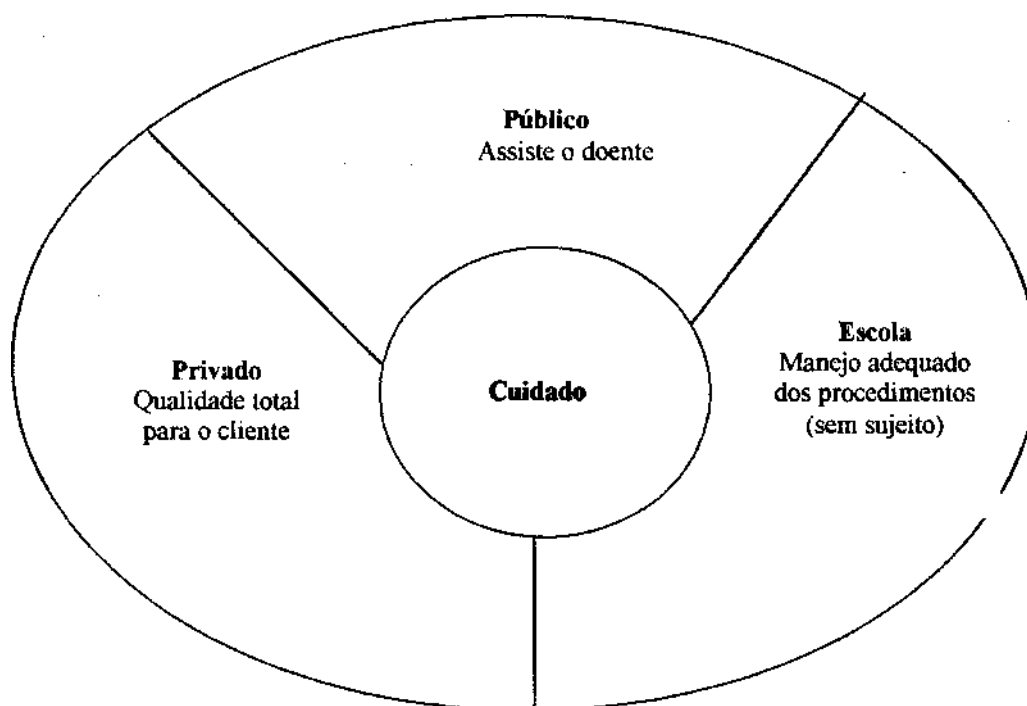 Público
Assiste o doente
Escola
Manejo adequado
dos procedimentos
(sem sujeito)
Privado
Qualidade total
para o cliente
Cuidado